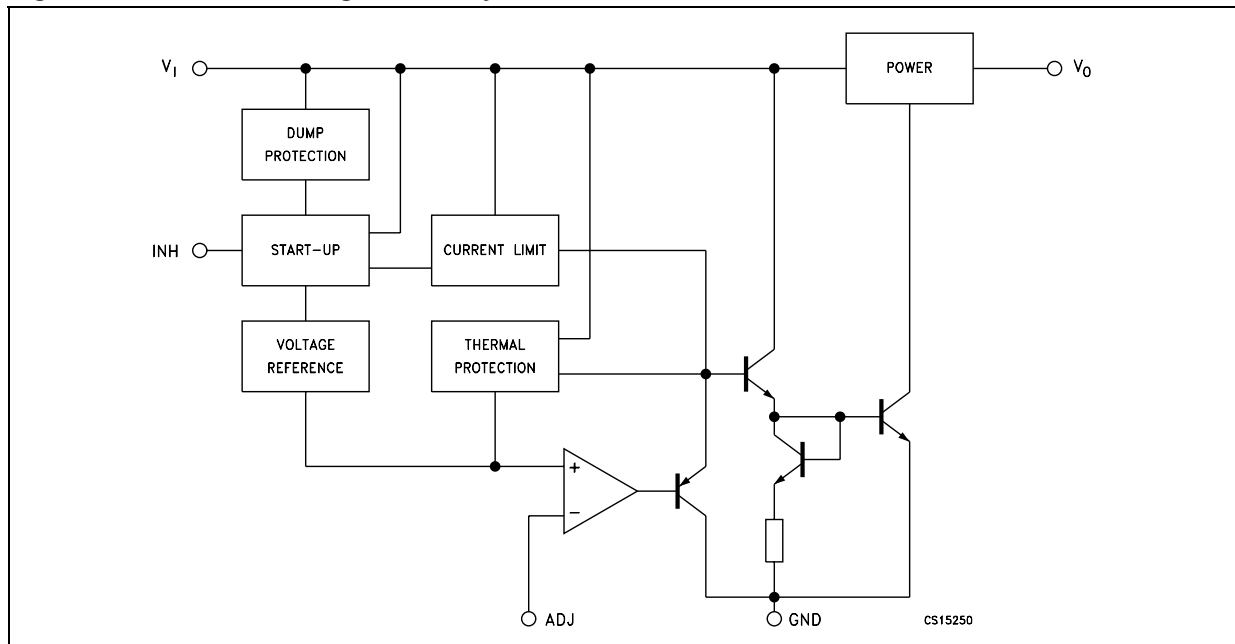 V_I
POWER
V_O
DUMP
PROTECTION
INH
START-UP
CURRENT LIMIT
VOLTAGE
REFERENCE
THERMAL
PROTECTION
+
−
ADJ
GND
CS15250